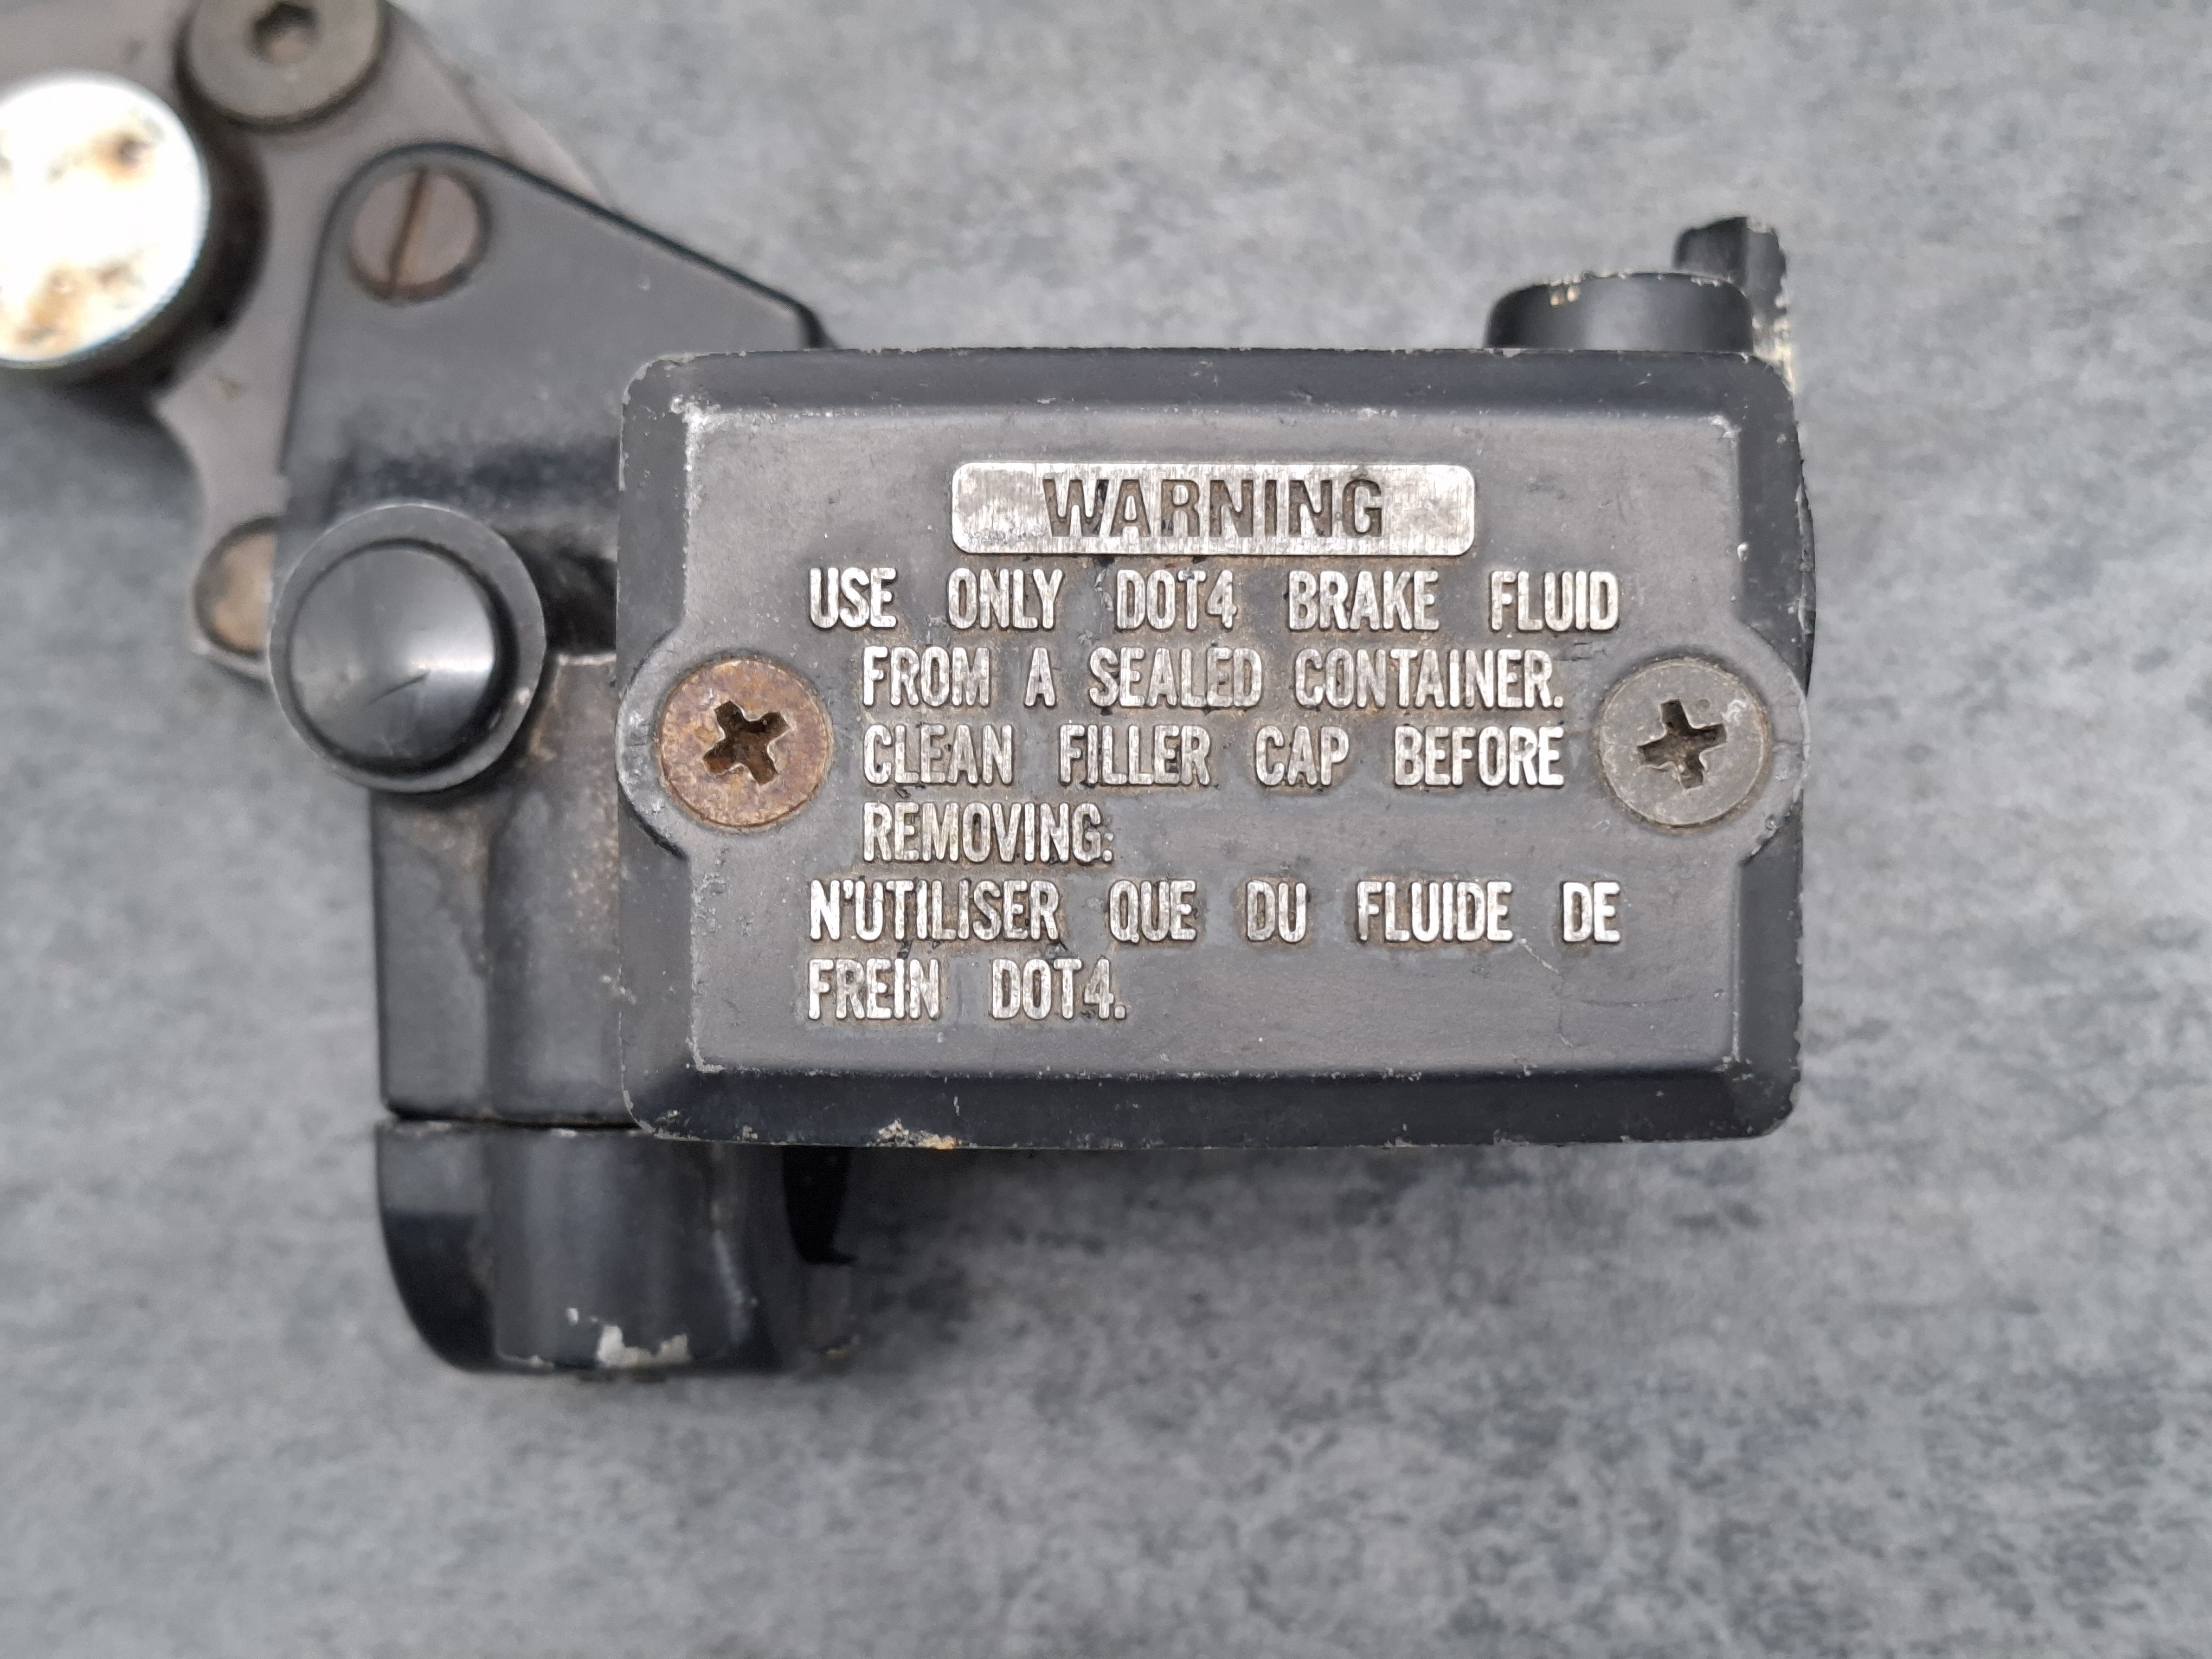 WARNING
USE ONLY DOT4 BRAKE FLUID
FROM A SEALED CONTAINER.
CLEAN FILLER CAP BEFORE
REMOVING:
N'UTILISER QUE DU FLUIDE DE
FREIN DOT4.